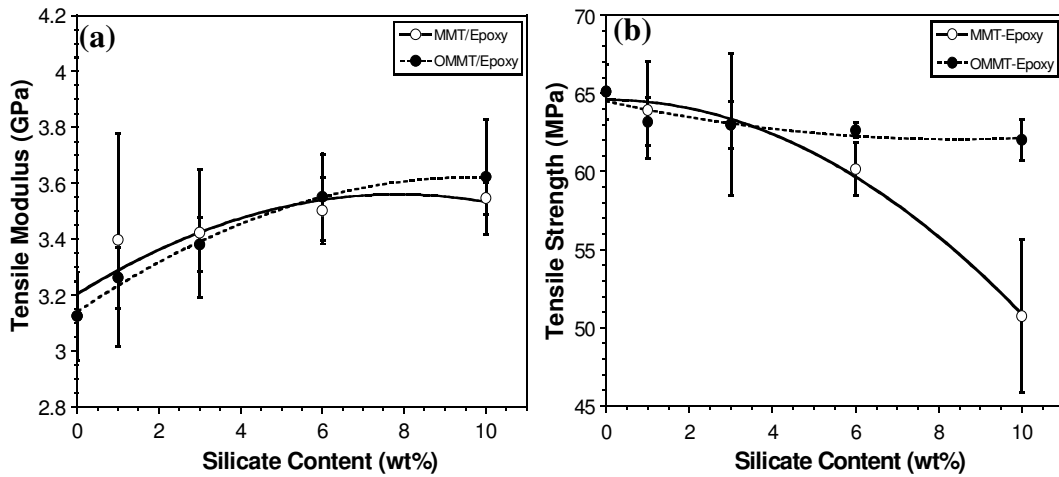 (a)
MMT/Epoxy
OMMT/Epoxy
Tensile Modulus (GPa)
4.2
4
3.8
3.6
3.4
3.2
3
2.8
0 2 4 6 8 10
Silicate Content (wt%)
(b)
MMT-Epoxy
OMMT-Epoxy
Tensile Strength (MPa)
70
65
60
55
50
45
0 2 4 6 8 10
Silicate Content (wt%)